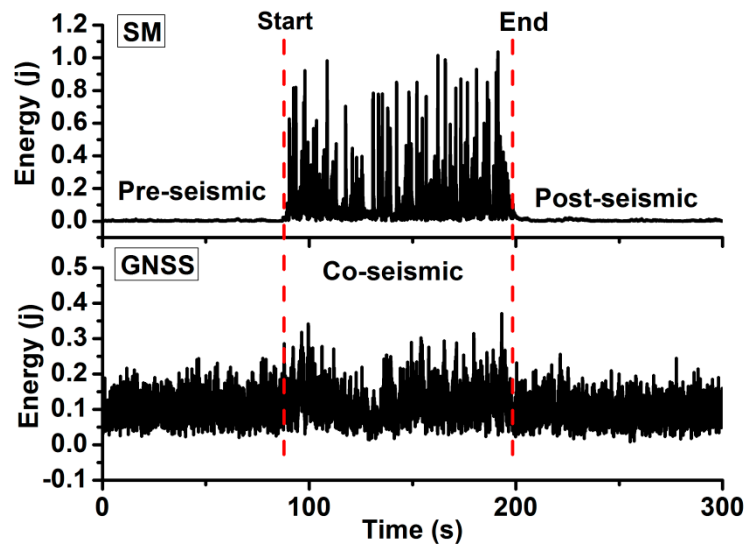 Start
End
SM
1.2
1.0
0.8
0.6
0.4
0.2
0.0
Energy (j)
Pre-seismic
Post-seismic
GNSS
Co-seismic
0.5
0.4
0.3
0.2
0.1
0.0
-0.1
Energy (j)
0
100
200
300
Time (s)